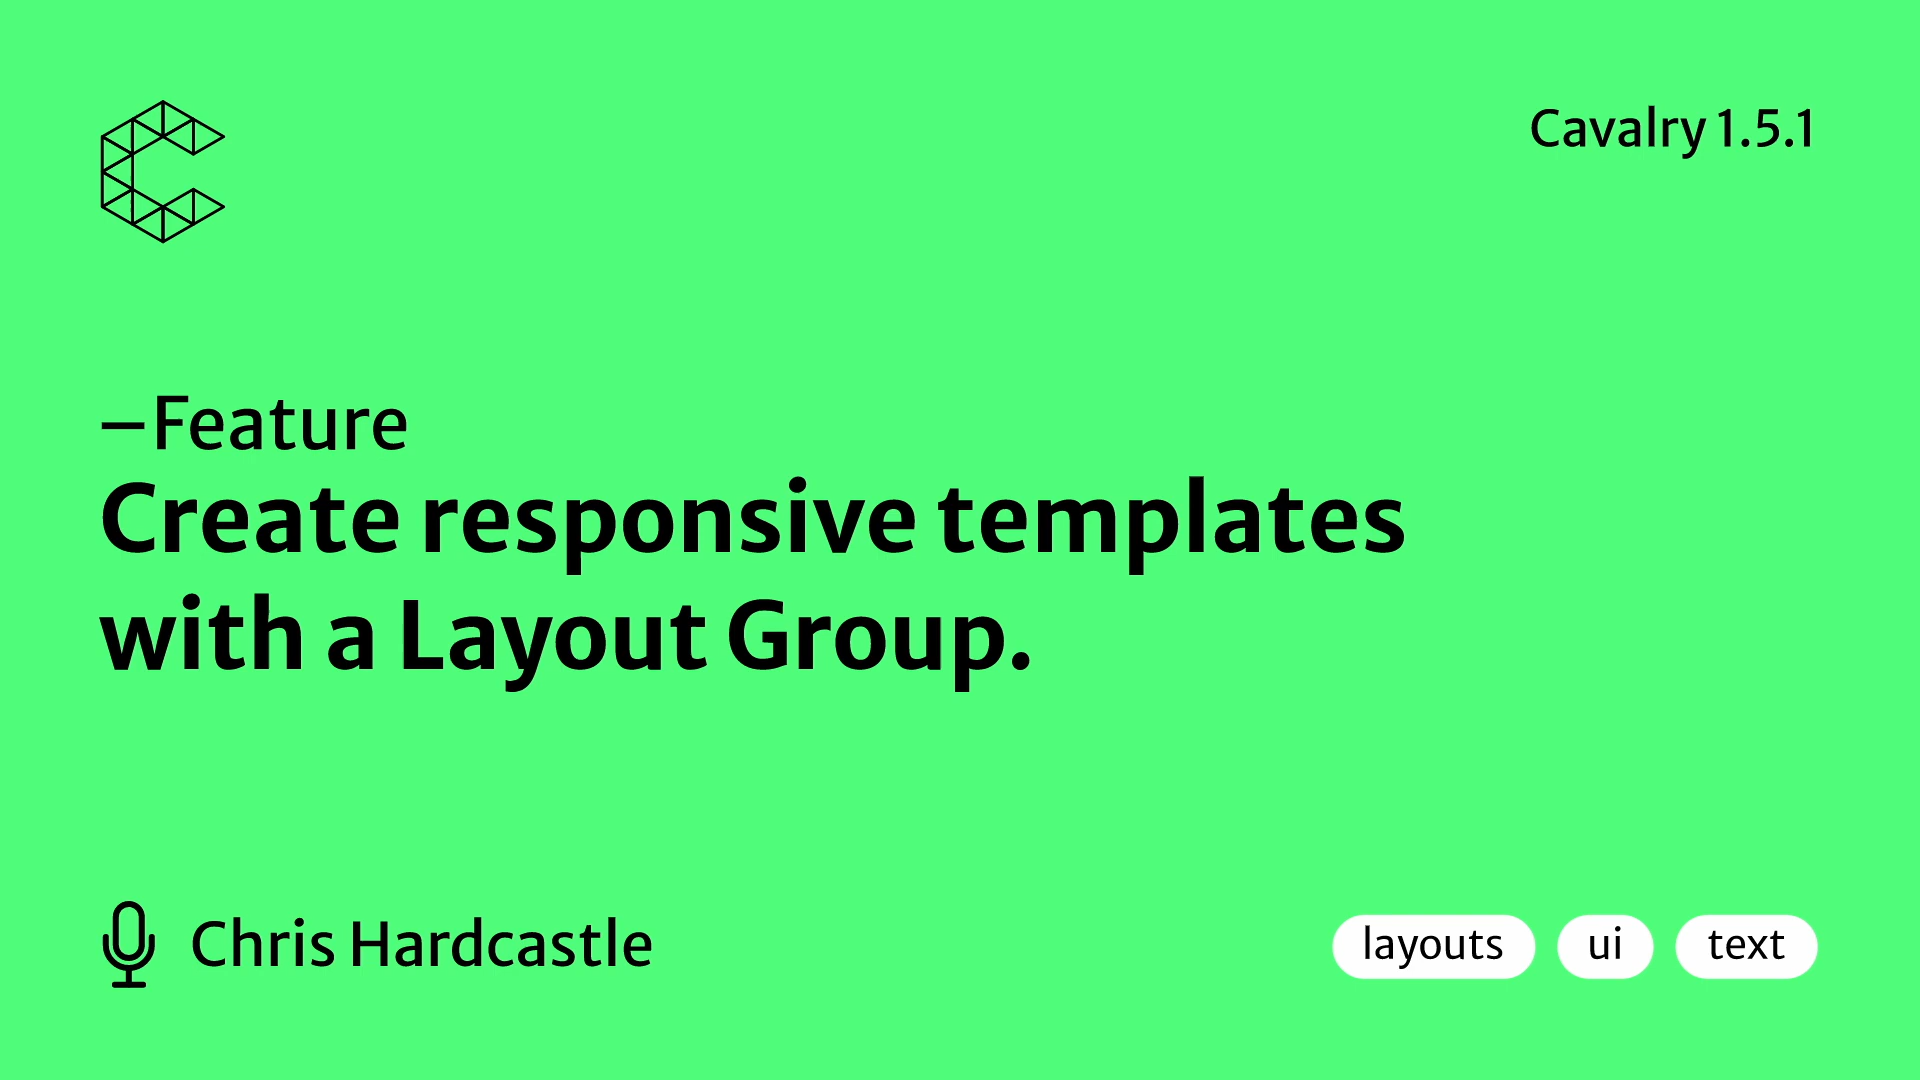 Cavalry 1.5.1
–Feature
Create responsive templates
with a Layout Group.
Chris Hardcastle
layouts ui text